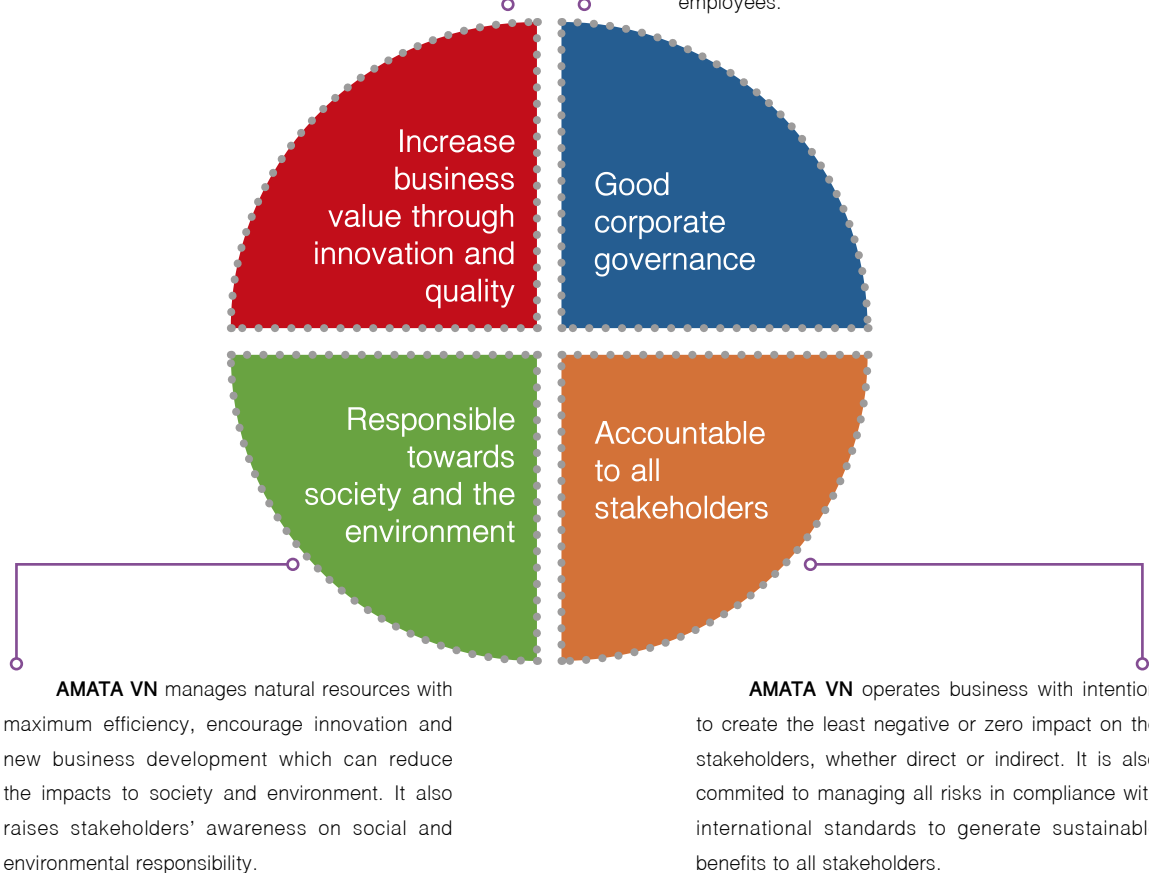 employees.
Increase
business
value through
innovation and
quality
Good
corporate
governance
Responsible
towards
society and the
environment
Accountable
to all
stakeholders
AMATA VN manages natural resources with
maximum efficiency, encourage innovation and
new business development which can reduce
the impacts to society and environment. It also
raises stakeholders’ awareness on social and
environmental responsibility.
AMATA VN operates business with intention
to create the least negative or zero impact on the
stakeholders, whether direct or indirect. It is also
commited to managing all risks in compliance wit
international standards to generate sustainabl
benefits to all stakeholders.